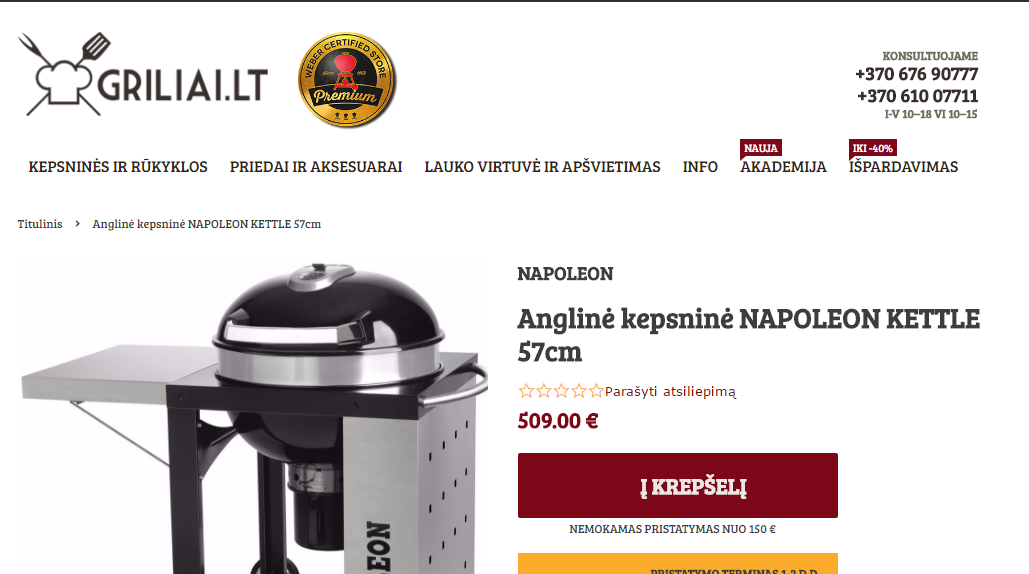 GRILIAI.LT
WEBER CERTIFIED STORE
Premium
KONSULTUOJAME
+370 676 90777
+370 610 07711
I-V 10–18 VI 10–15
NAUJA
IKI -40%
KEPSNINĖS IR RŪKYKLOS PRIEDAI IR AKSESUARAI LAUKO VIRTUVĖ IR APŠVIETIMAS INFO AKADEMIJA IŠPARDAVIMAS
Titulinis › Anglinė kepsninė NAPOLEON KETTLE 57cm
NAPOLEON
Anglinė kepsninė NAPOLEON KETTLE
57cm
Parašyti atsiliepimą
509.00 €
Į KREPŠELĮ
NEMOKAMAS PRISTATYMAS NUO 150 €
PRISTATYMO TERMINAS 1-2 D.D.
LEON